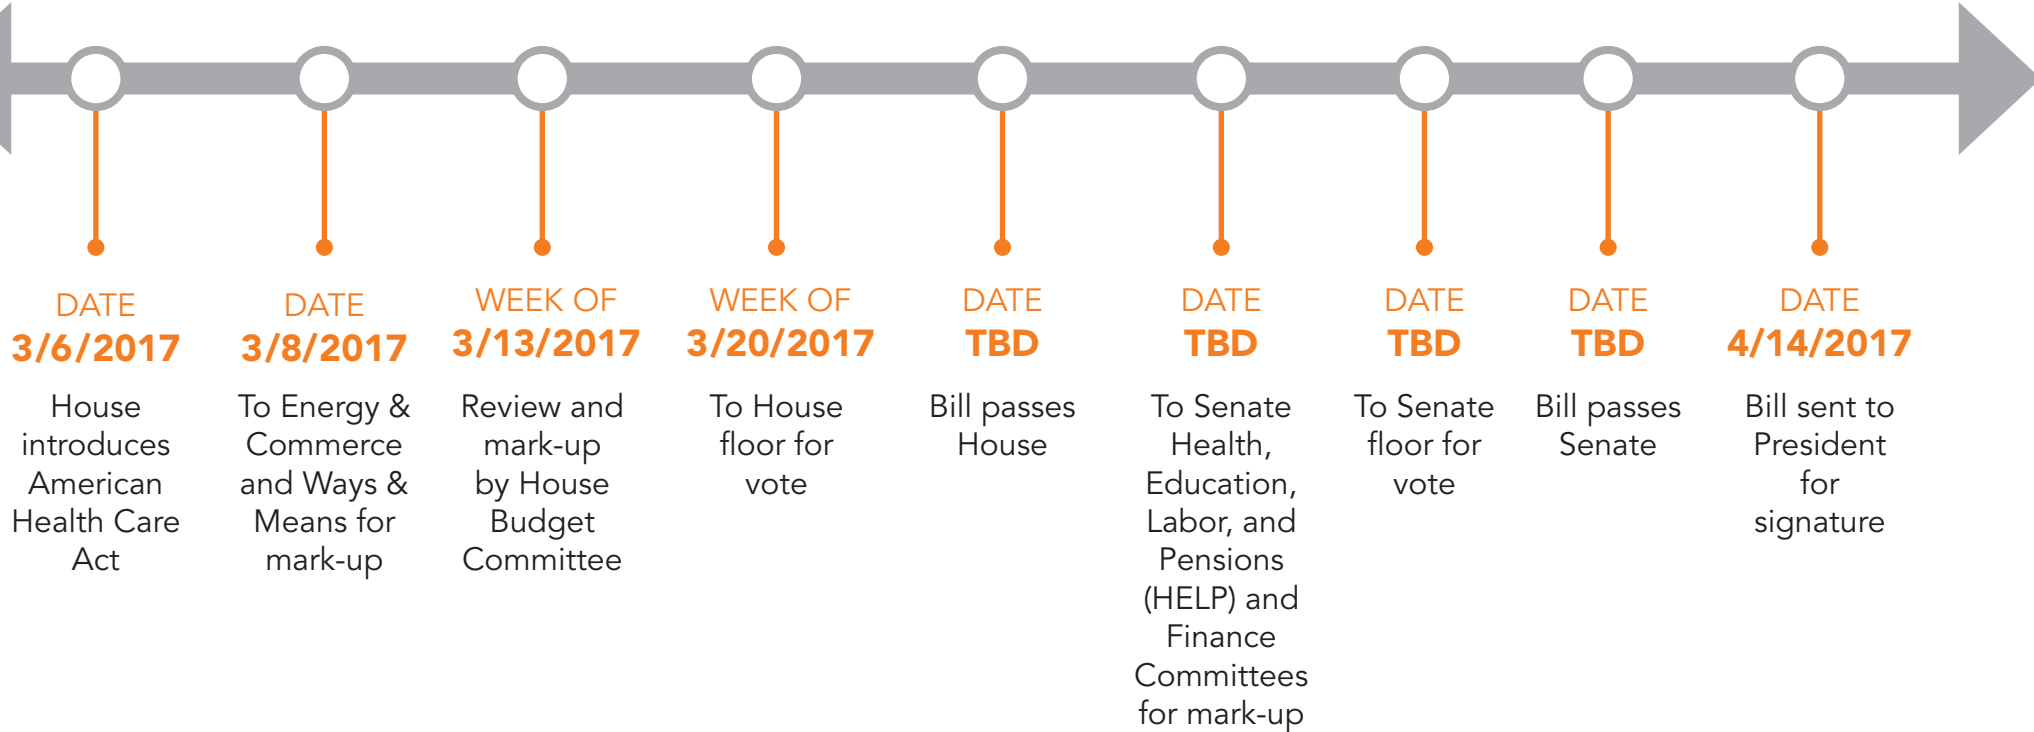 DATE
3/6/2017
House
introduces
American
Health Care
Act
DATE
3/8/2017
To Energy &
Commerce
and Ways &
Means for
mark-up
WEEK OF
3/13/2017
Review and
mark-up
by House
Budget
Committee
WEEK OF
3/20/2017
To House
floor for
vote
DATE
TBD
Bill passes
House
DATE
TBD
To Senate
Health,
Education,
Labor, and
Pensions
(HELP) and
Finance
Committees
for mark-up
DATE
TBD
To Senate
floor for
vote
DATE
TBD
Bill passes
Senate
DATE
4/14/2017
Bill sent to
President
for
signature